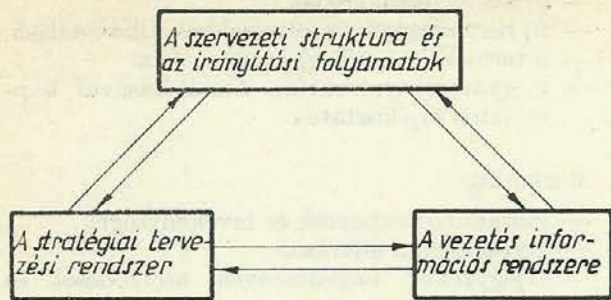 A szervezeti struktura és
az irányítási folyamatok
A stratégiai terve-
zési rendszer
A vezetés infor-
mációs rendszere